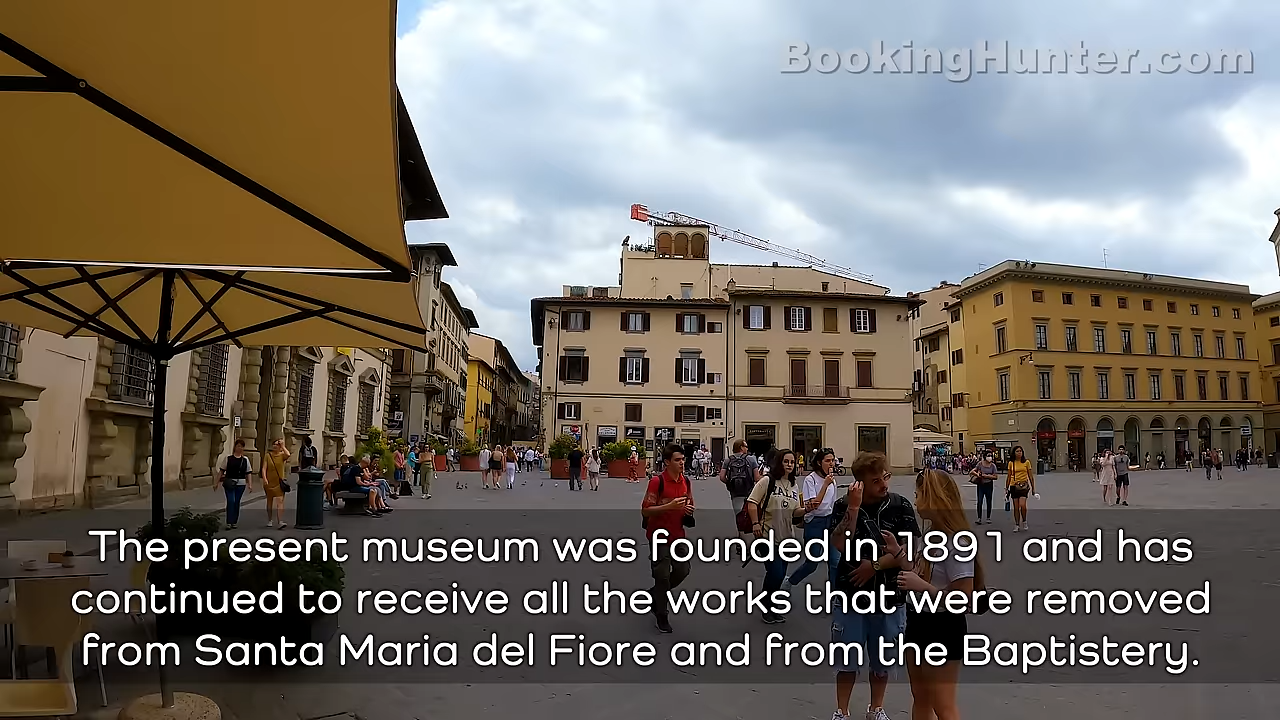 BookingHunter.com
The present museum was founded in 1891 and has
continued to receive all the works that were removed
from Santa Maria del Fiore and from the Baptistery.